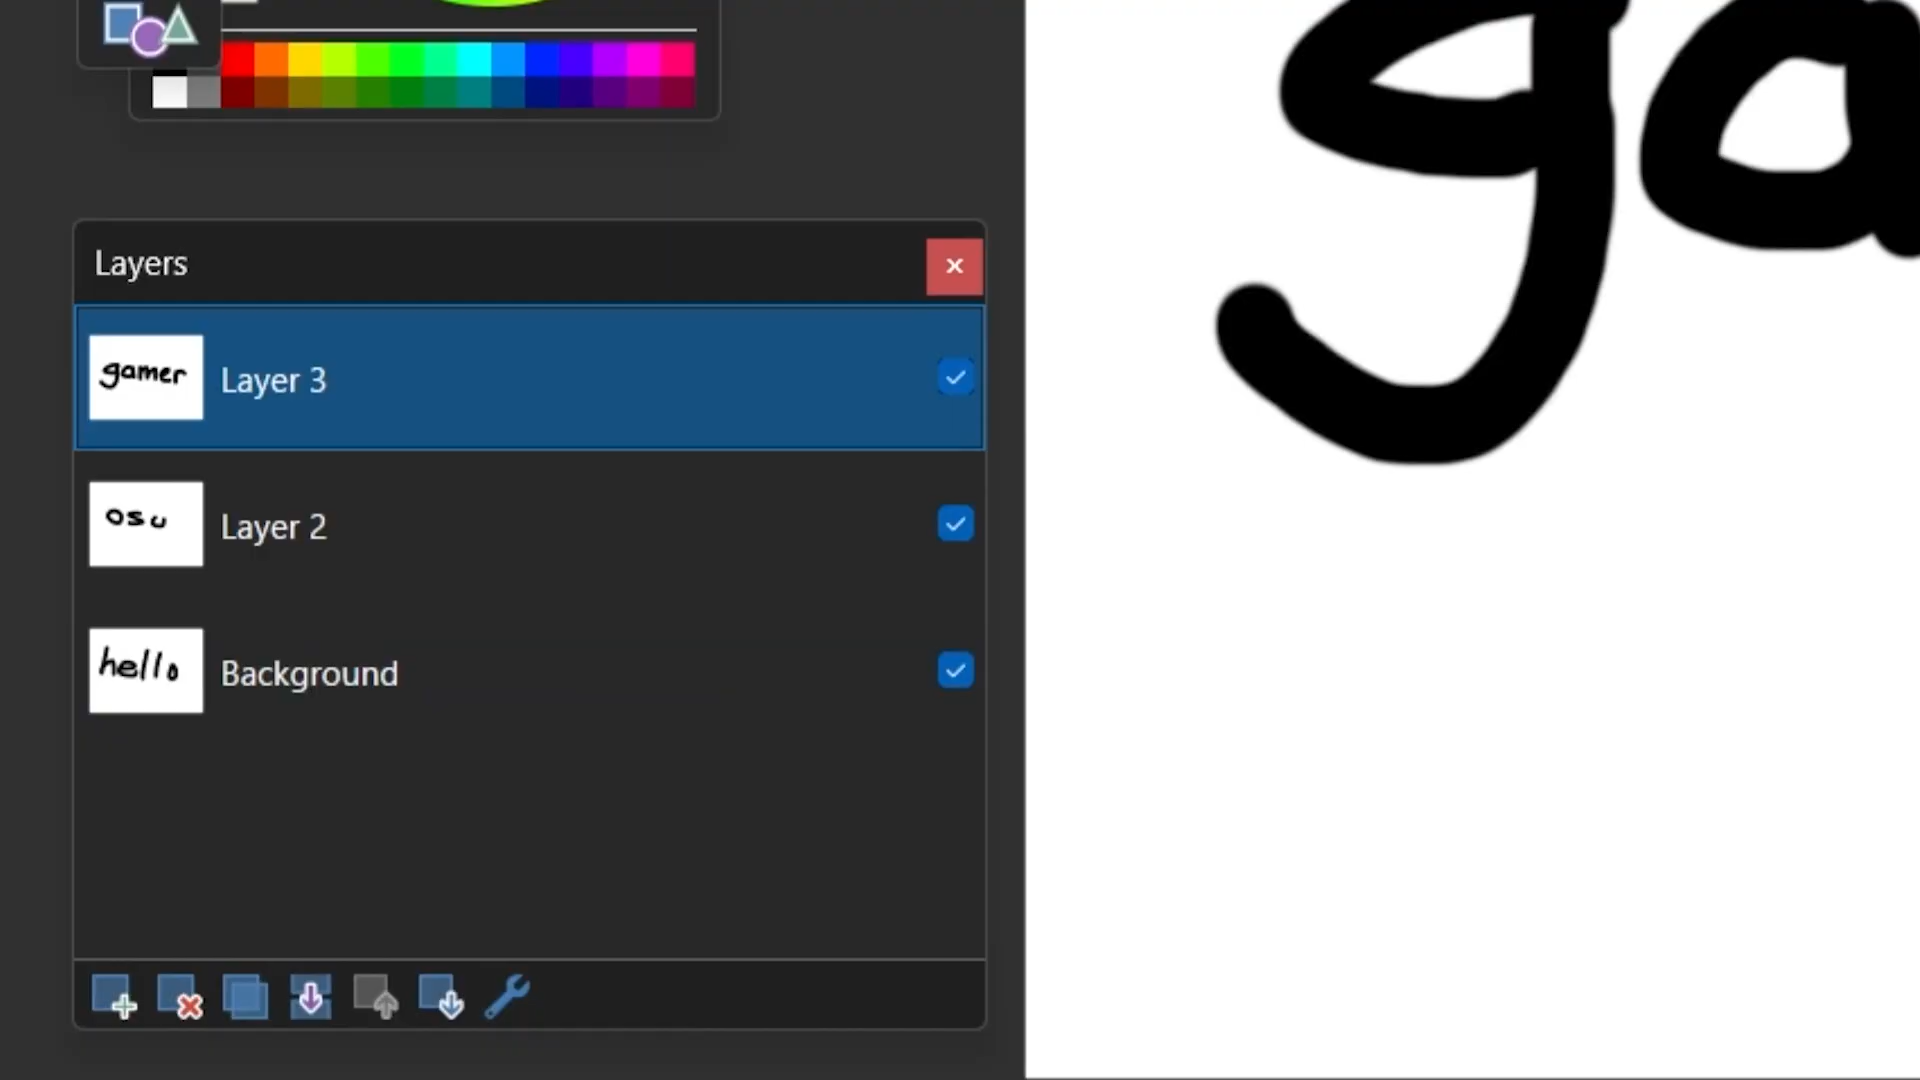 ga
Layers
gamer
Layer 3
osu
Layer 2
hello
Background